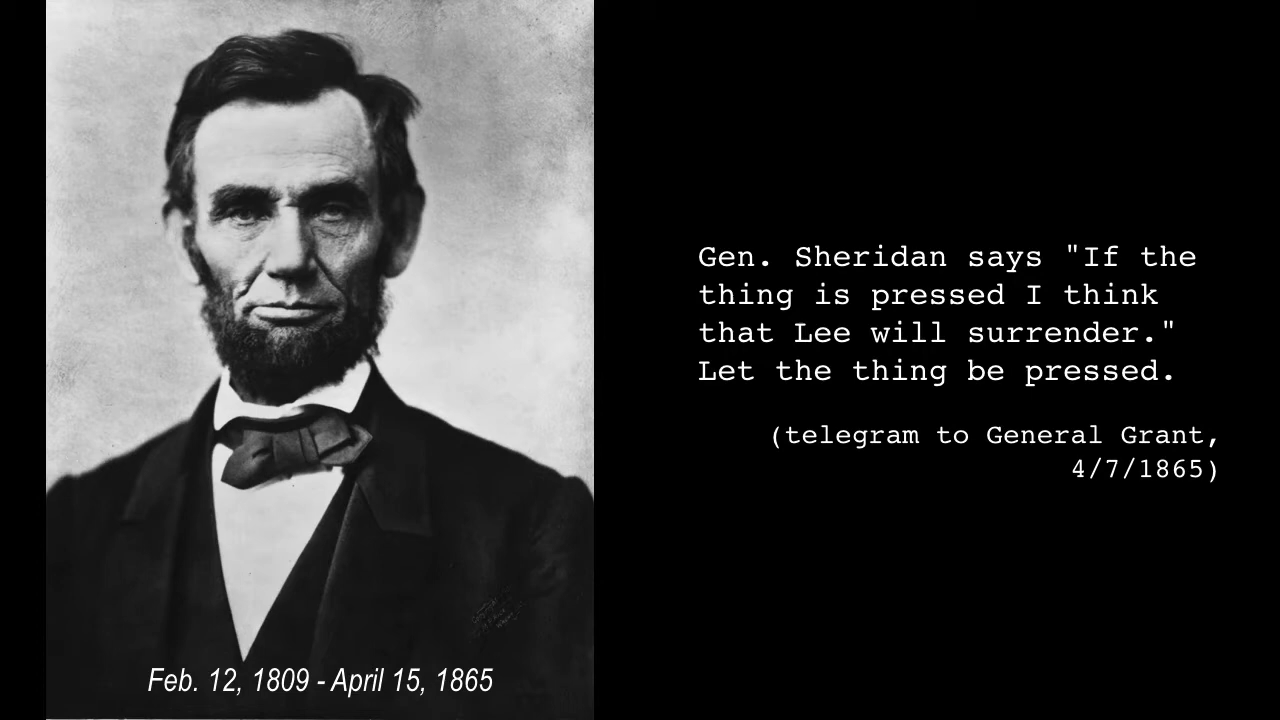 Gen. Sheridan says "If the
thing is pressed I think
that Lee will surrender."
Let the thing be pressed.
(telegram to General Grant,
4/7/1865)
Feb. 12, 1809 - April 15, 1865